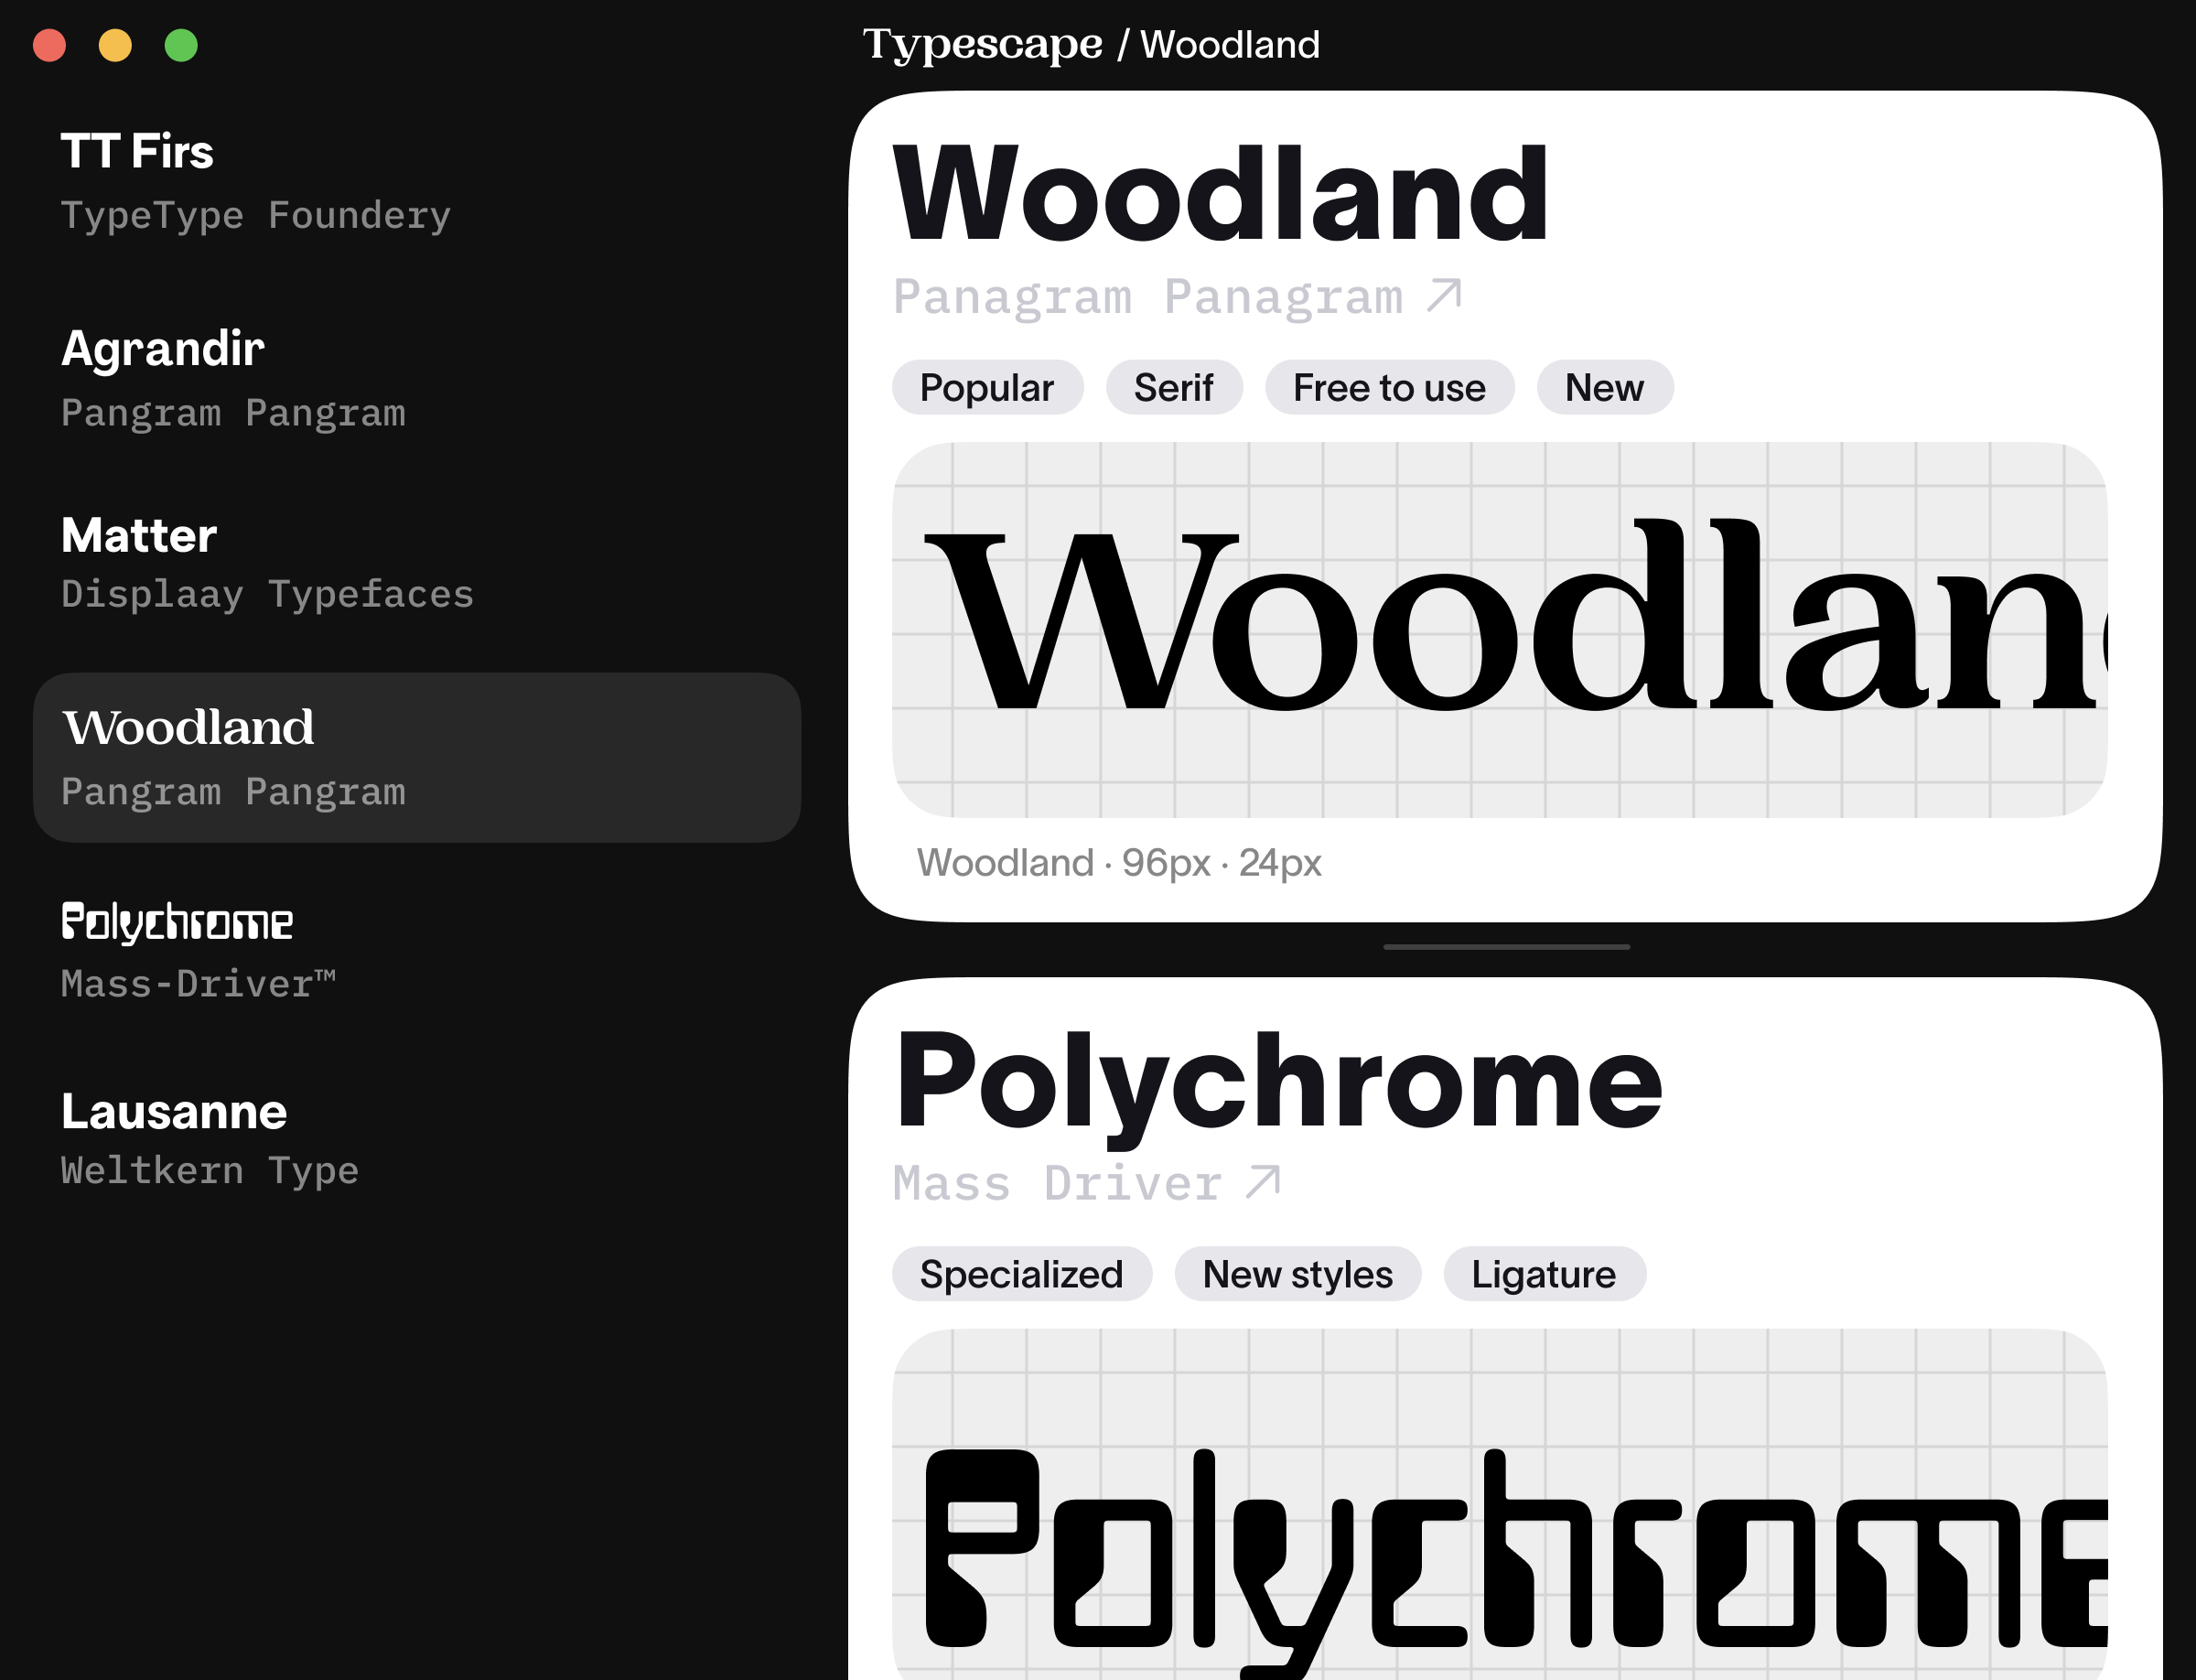 Typescape / Woodland
TT Firs
TypeType Foundery
Agrandir
Pangram Pangram
Matter
Displaay Typefaces
Woodland
Pangram Pangram
Polychrome
Mass-Driver™
Lausanne
Weltkern Type
Woodland
Panagram Panagram
Popular
Serif
Free to use
New
Woodland
Woodland · 96px · 24px
Polychrome
Mass Driver
Specialized
New styles
Ligature
Polychrome